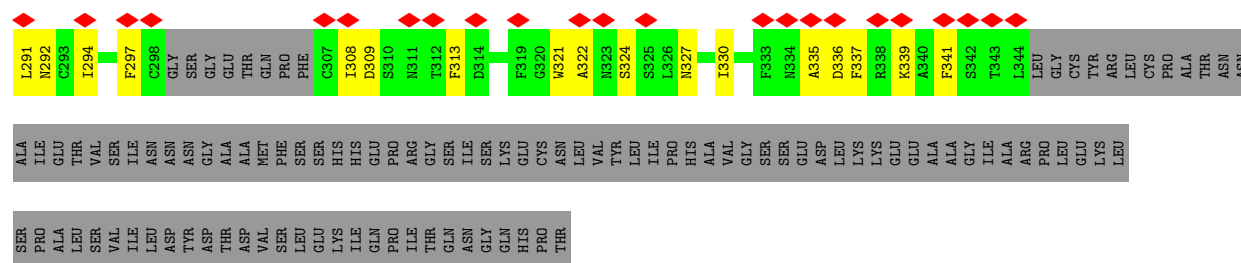 L291 N292 C293 I294 F297 C298 GLY SER GLY GLU THR GLN PRO PHE C307 I308 D309 S310 N311 T312 F313 D314 F319 G320 W321 A322 N323 S324 S325 L326 N327 I330 F333 N334 A335 D336 F337 R338 K339 A340 F341 S342 T343 L344 LEU GLY CYS TYR ARG LEU CYS PRO ALA THR ASN ASN
ALA ILE GLU THR VAL SER ILE ASN ASN ASN GLY ALA ALA MET PHE SER SER HIS HIS GLU PRO ARG GLY SER ILE SER LYS GLU CYS ASN LEU VAL TYR LEU ILE PRO HIS ALA VAL GLY SER SER GLU ASP LEU LYS LYS GLU GLU ALA ALA GLY ILE ALA ARG PRO LEU GLU LYS LEU
SER PRO ALA LEU SER VAL ILE LEU ASP TYR ASP THR ASP VAL SER LEU GLU LYS ILE GLN PRO ILE THR GLN ASN GLY GLN HIS PRO THR